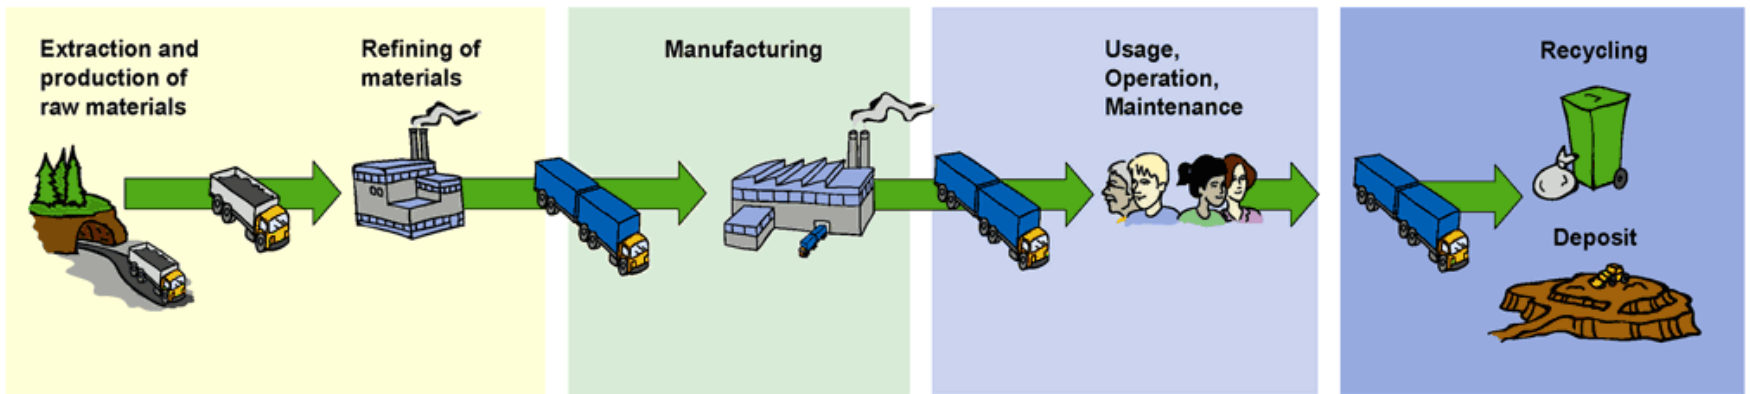 Extraction and
production of
raw materials
Refining of
materials
Manufacturing
Usage,
Operation,
Maintenance
Recycling
Deposit